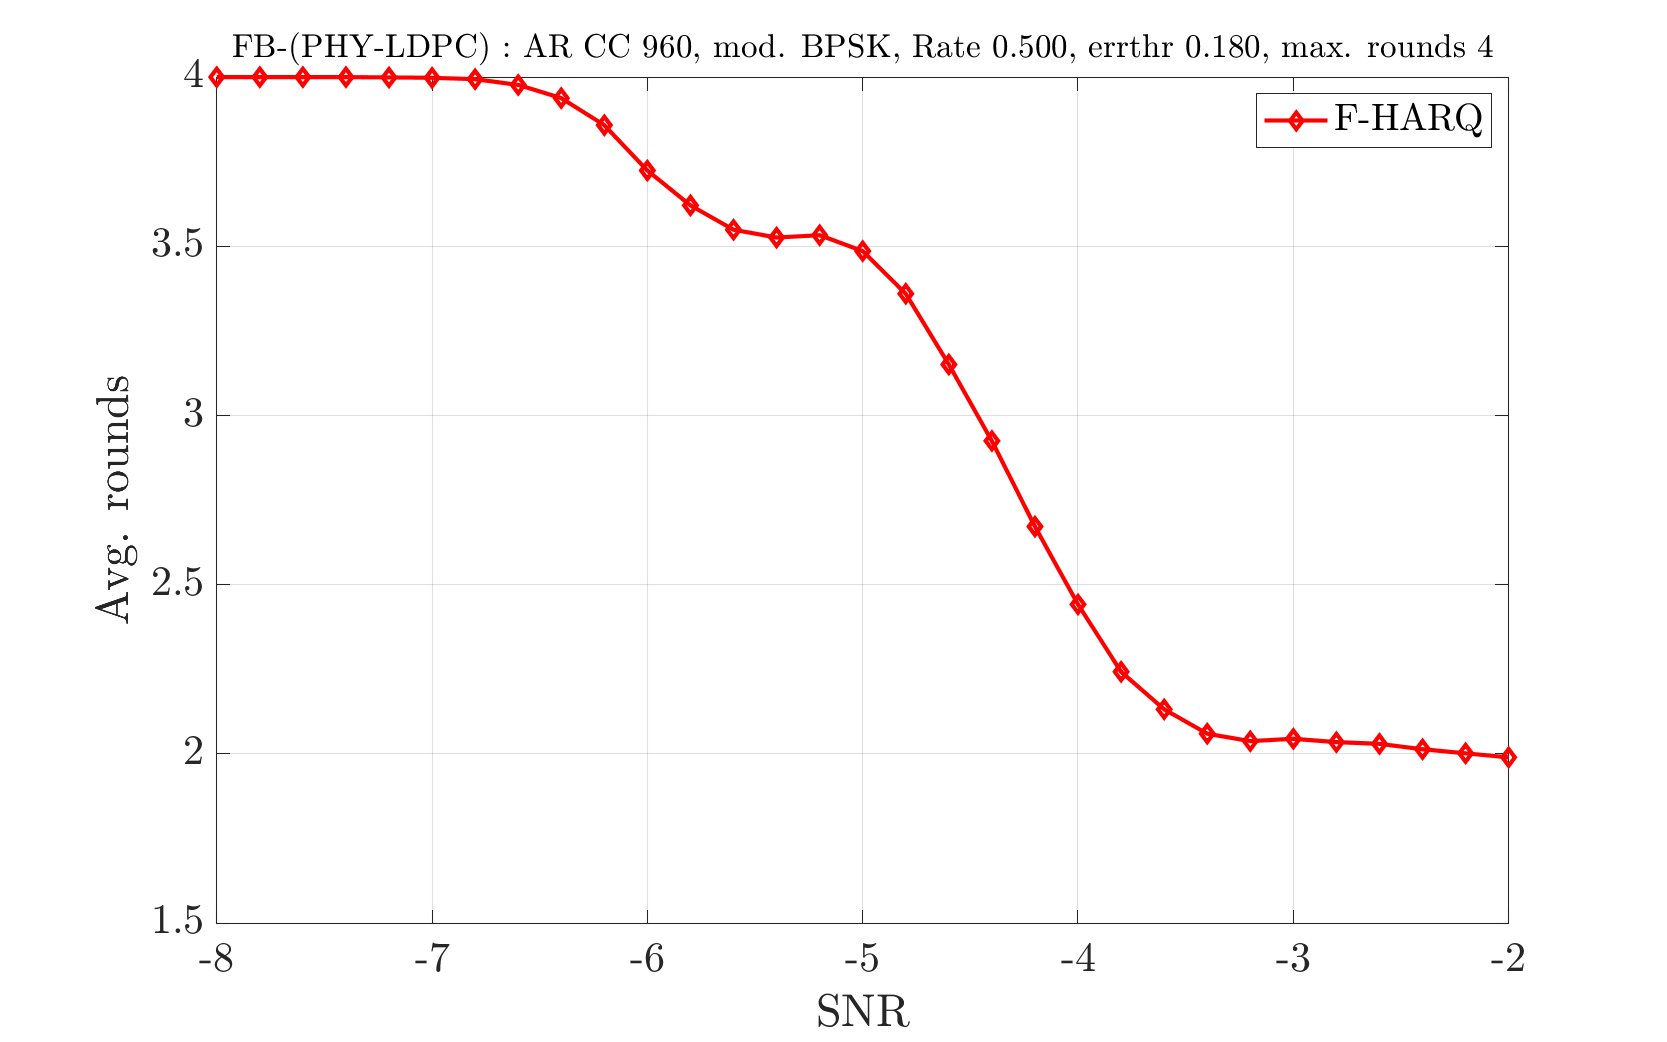 FB-(PHY-LDPC) : AR CC 960, mod. BPSK, Rate 0.500, errthr 0.180, max. rounds 4
F-HARQ
4
3.5
3
2.5
2
1.5
Avg. rounds
-8 -7 -6 -5 -4 -3 -2
SNR